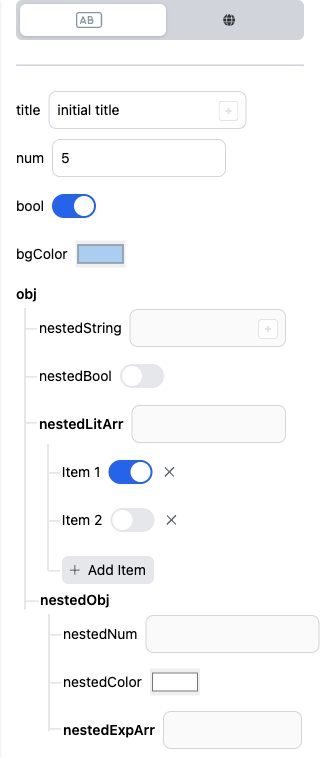 AB
title initial title
num 5
bool
bgColor
obj
nestedString
nestedBool
nestedLitArr
Item 1
Item 2
+ Add Item
nestedObj
nestedNum
nestedColor
nestedExpArr